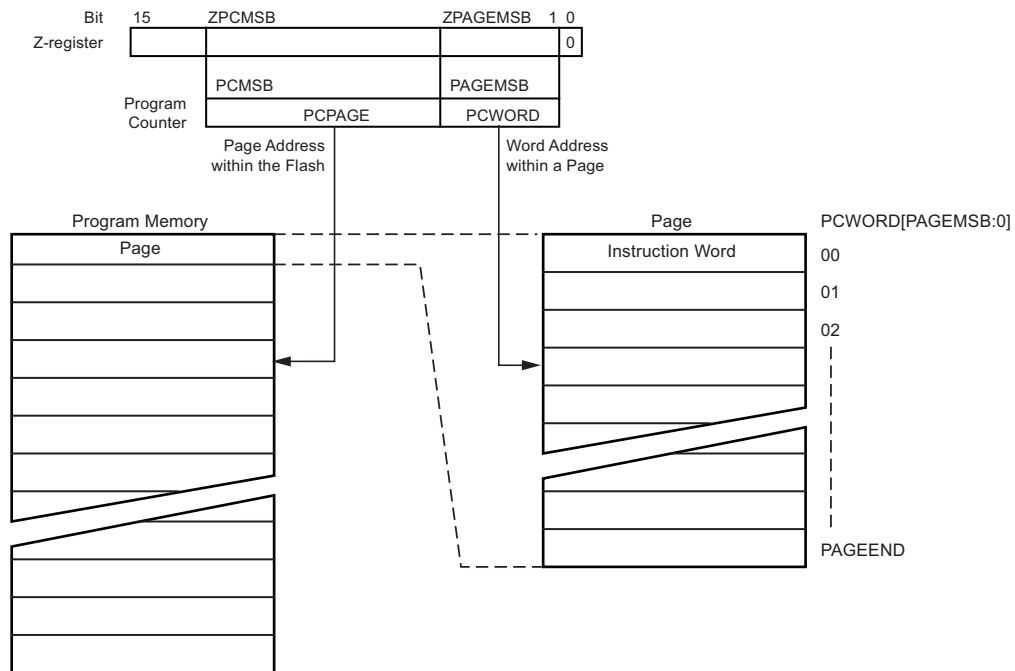 Bit 15 ZPCMSB ZPAGEMSB 1 0
Z-register 0
PCMSB PAGEMSB
Program
Counter
PCPAGE PCWORD
Page Address
within the Flash
Word Address
within a Page
Program Memory
Page
Page
Instruction Word
PCWORD[PAGEMSB:0]
00
01
02
PAGEEND